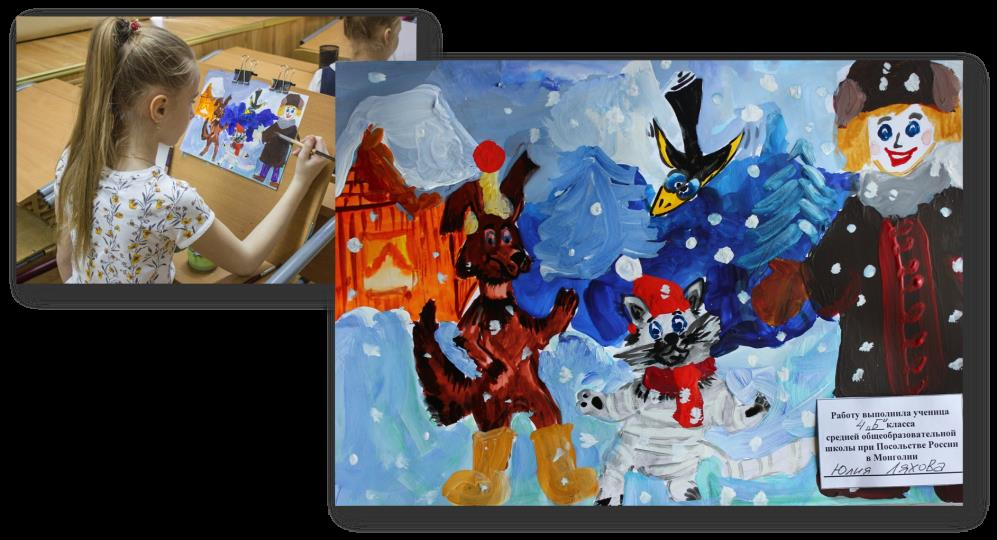 Работу выполнила ученица
4 „Б" класса
средней общеобразовательной
школы при Посольстве России
в Монголии
Юлия Ляхова